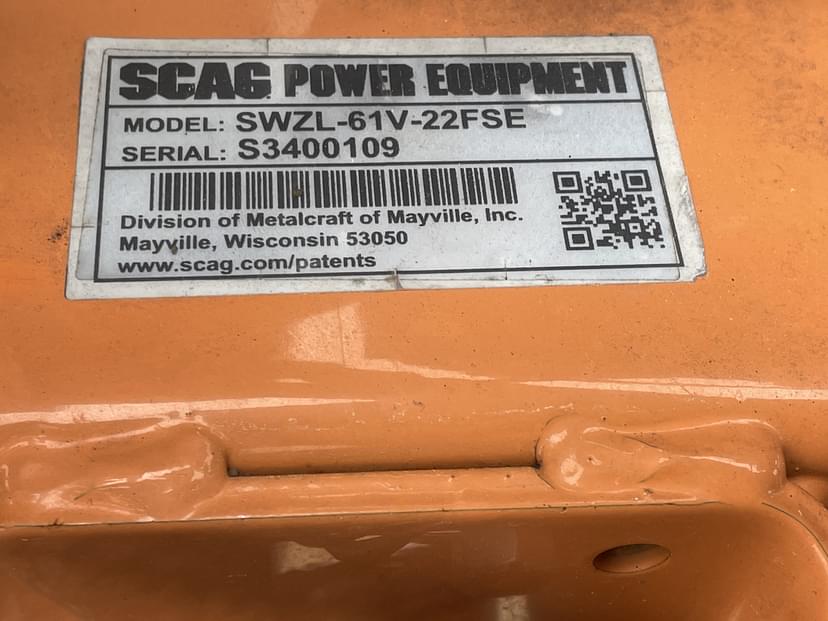 SCAG POWER EQUIPMENT
MODEL: SWZL-61V-22FSE
SERIAL: S3400109
Division of Metalcraft of Mayville, Inc.
Mayville, Wisconsin 53050
www.scag.com/patents